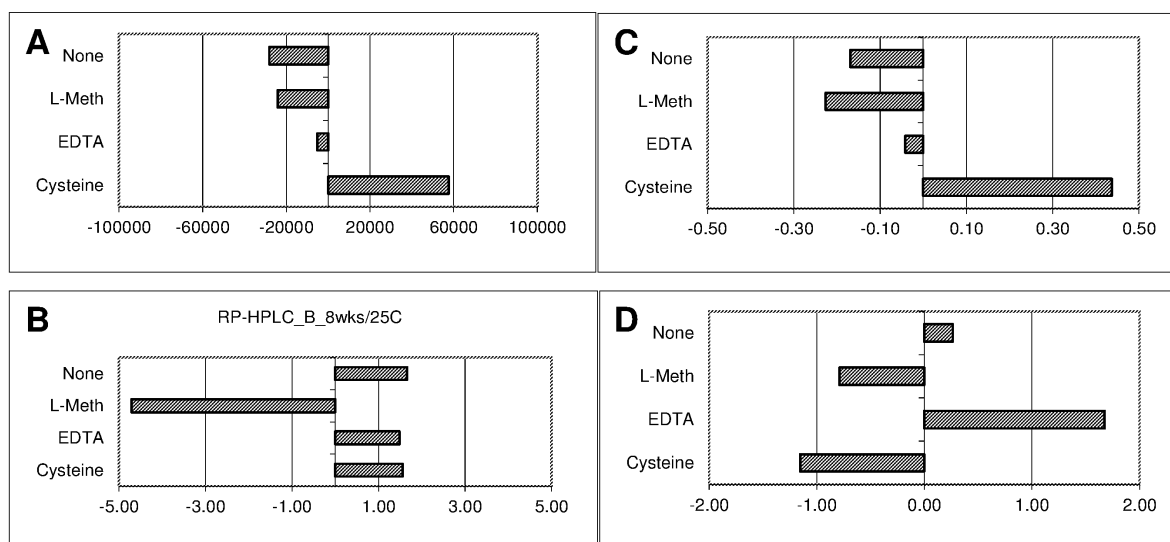 A
None
L-Meth
EDTA
Cysteine
-100000 -60000 -20000 20000 60000 100000
C
None
L-Meth
EDTA
Cysteine
-0.50 -0.30 -0.10 0.10 0.30 0.50
B
RP-HPLC_B_8wks/25C
None
L-Meth
EDTA
Cysteine
-5.00 -3.00 -1.00 1.00 3.00 5.00
D
None
L-Meth
EDTA
Cysteine
-2.00 -1.00 0.00 1.00 2.00